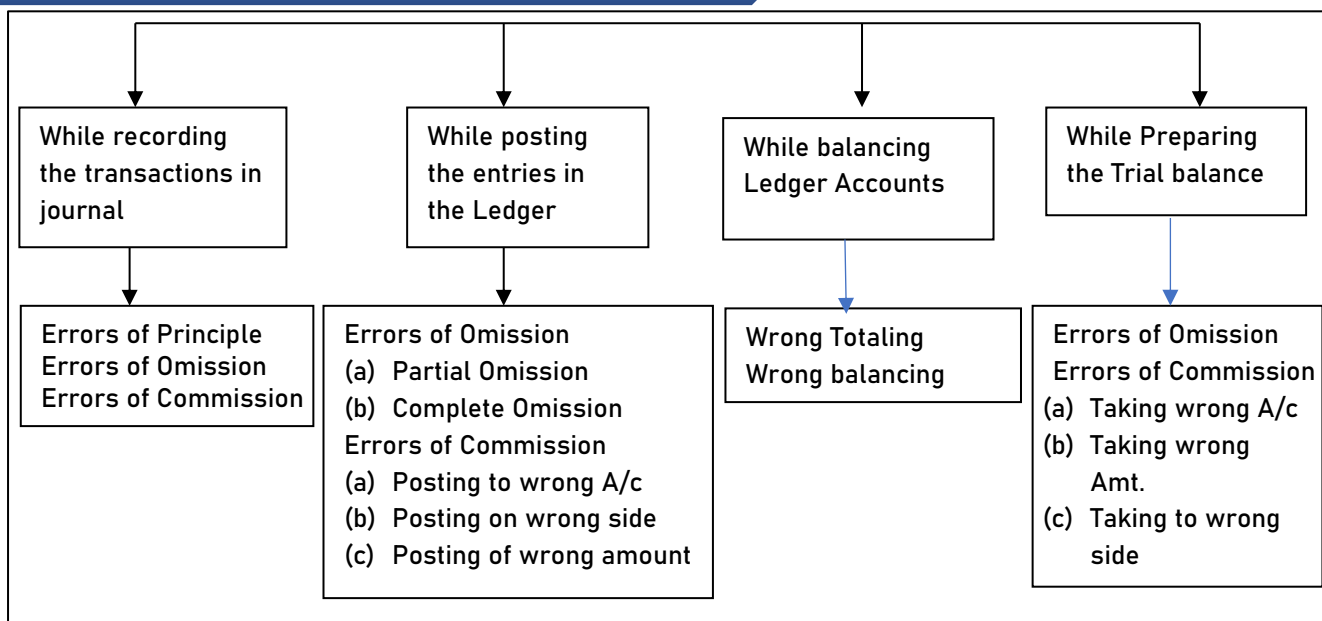 While recording
the transactions in
journal
While posting
the entries in
the Ledger
While balancing
Ledger Accounts
While Preparing
the Trial balance
Errors of Principle
Errors of Omission
Errors of Commission
Errors of Omission
(a) Partial Omission
(b) Complete Omission
Errors of Commission
(a) Posting to wrong A/c
(b) Posting on wrong side
(c) Posting of wrong amount
Wrong Totaling
Wrong balancing
Errors of Omission
Errors of Commission
(a) Taking wrong A/c
(b) Taking wrong
Amt.
(c) Taking to wrong
side